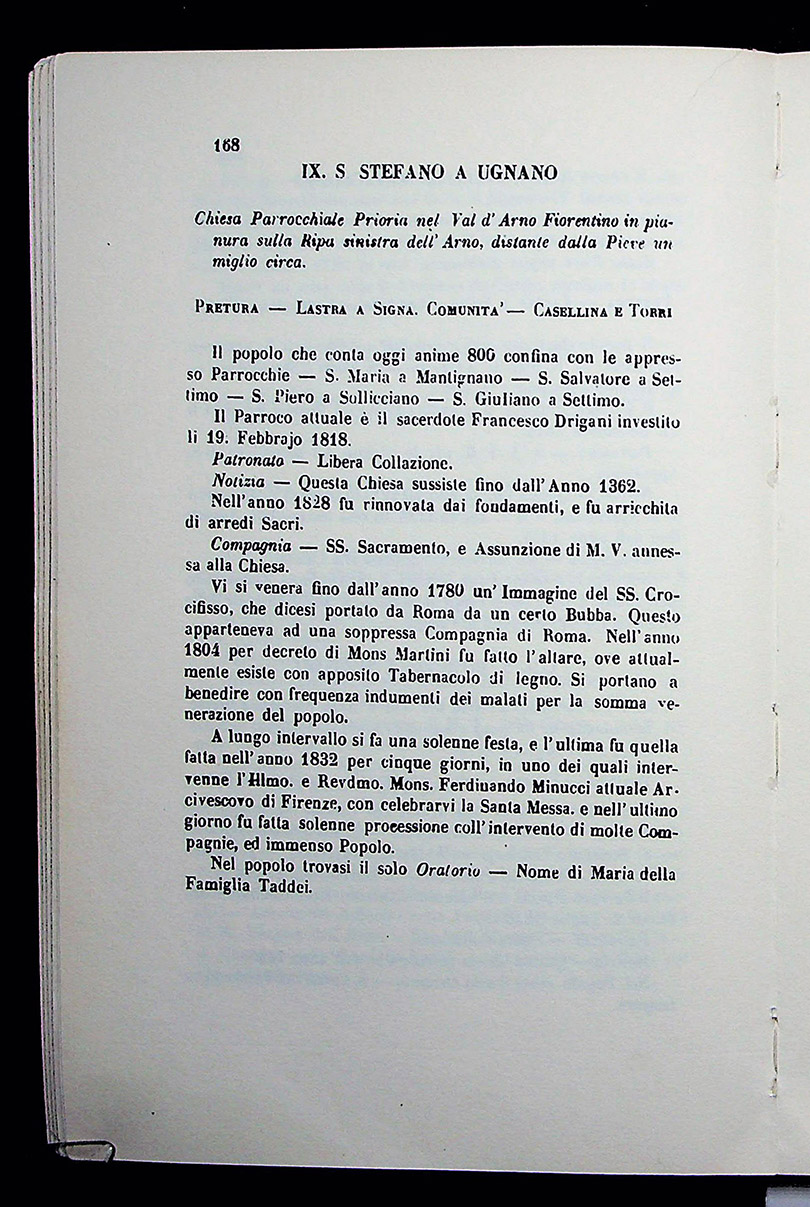 168
IX. S STEFANO A UGNANO
Chiesa Parrocchiale Prioria nel Val d' Arno Fiorentino in pia-
nura sulla Ripa sinistra dell' Arno, distante dalla Pieve un
miglio circa.
PRETURA — LASTRA A SIGNA. COMUNITA' — CASELLINA E TORRI
Il popolo che conta oggi anime 800 confina con le appres-
so Parrocchie — S. Maria a Mantignano — S. Salvatore a Set-
timo — S. Piero a Sollicciano — S. Giuliano a Settimo.
Il Parroco attuale è il sacerdote Francesco Drigani investito
li 19. Febbrajo 1818.
Patronato — Libera Collazione.
Notizia — Questa Chiesa sussiste fino dall' Anno 1362.
Nell'anno 1828 fu rinnovata dai fondamenti, e fu arricchita
di arredi Sacri.
Compagnia — SS. Sacramento, e Assunzione di M. V. annes-
sa alla Chiesa.
Vi si venera fino dall'anno 1780 un' Immagine del SS. Cro-
cifisso, che dicesi portato da Roma da un certo Bubba. Questo
apparteneva ad una soppressa Compagnia di Roma. Nell'anno
1804 per decreto di Mons Martini fu fatto l'altare, ove attual-
mente esiste con apposito Tabernacolo di legno. Si portano a
benedire con frequenza indumenti dei malati per la somma ve-
nerazione del popolo.
A lungo intervallo si fa una solenne festa, e l'ultima fu quella
fatta nell'anno 1832 per cinque giorni, in uno dei quali inter-
venne l'Illmo. e Revdmo. Mons. Ferdinando Minucci attuale Ar-
civescovo di Firenze, con celebrarvi la Santa Messa. e nell' ultimo
giorno fu fatta solenne processione coll'intervento di molte Com-
pagnie, ed immenso Popolo.
Nel popolo trovasi il solo Oratorio — Nome di Maria della
Famiglia Taddei.